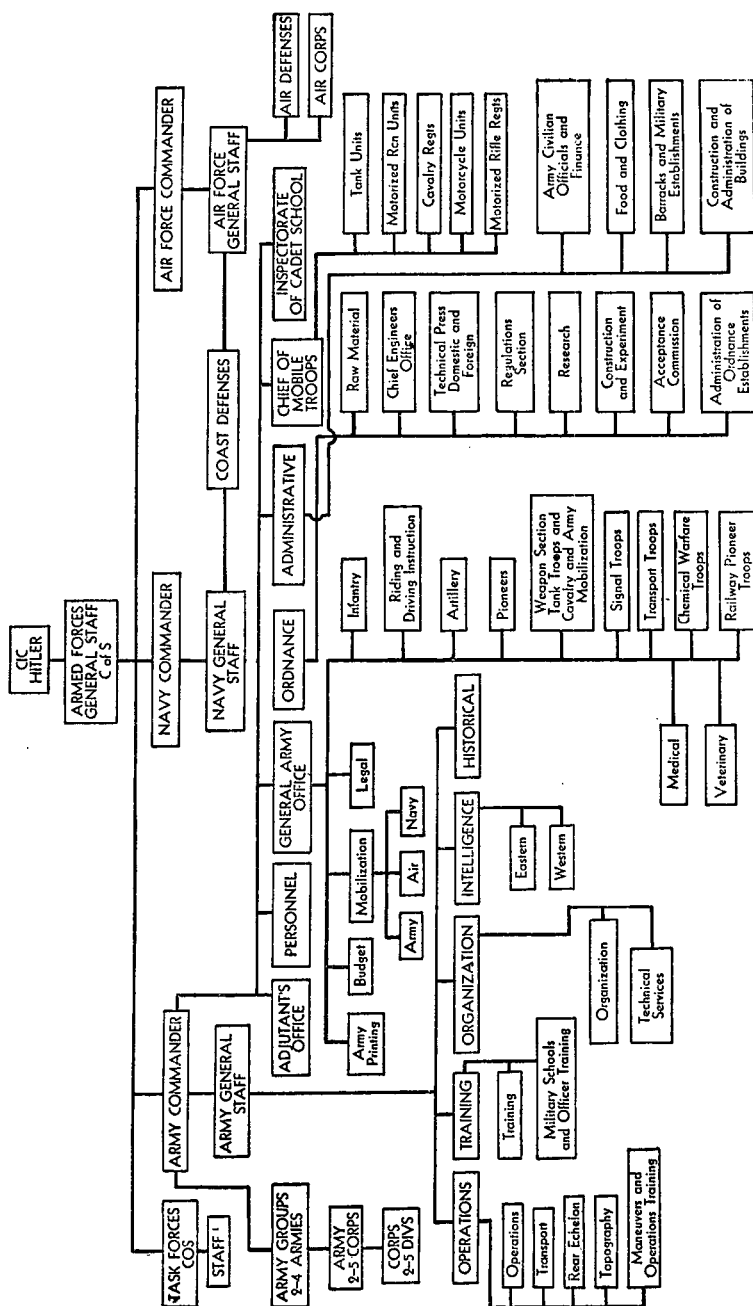 CIC
HITLER
ARMED FORCES
GENERAL STAFF
C of S
TASK FORCES
COS
STAFF
ARMY COMMANDER
NAVY COMMANDER
AIR FORCE COMMANDER
ARMY GENERAL
STAFF
NAVY GENERAL
STAFF
COAST DEFENSES
AIR FORCE
GENERAL STAFF
AIR DEFENSES
AIR CORPS
ARMY GROUPS
2-4 ARMIES
ARMY
2-5 CORPS
CORPS
2-5 DIVS
ADJUTANT'S
OFFICE
PERSONNEL
GENERAL ARMY
OFFICE
ORDNANCE
ADMINISTRATIVE
CHIEF OF
MOBILE
TROOPS
INSPECTORATE
OF CADET SCHOOL
Army
Printing
Budget
Mobilization
Legal
Army
Air
Navy
Infantry
Riding and
Driving Instruction
Artillery
Pioneers
Weapon Section
Tank Troops and
Cavalry and Army
Mobilization
Signal Troops
Transport Troops
Chemical Warfare
Troops
Railway Pioneer
Troops
Medical
Veterinary
Raw Material
Chief Engineers
Office
Technical Press
Domestic and
Foreign
Regulations
Section
Research
Construction
and Experiment
Acceptance
Commission
Administration of
Ordnance
Establishments
Tank Units
Motorized Rcn Units
Cavalry Regts
Motorcycle Units
Motorized Rifle Regts
Army Civilian
Officials and
Finance
Food and Clothing
Barracks and Military
Establishments
Construction and
Administration of
Buildings
OPERATIONS
TRAINING
ORGANIZATION
INTELLIGENCE
HISTORICAL
Operations
Transport
Rear Echelon
Topography
Maneuvers and
Operations Training
Training
Military Schools
and Officer Training
Organization
Technical
Services
Eastern
Western